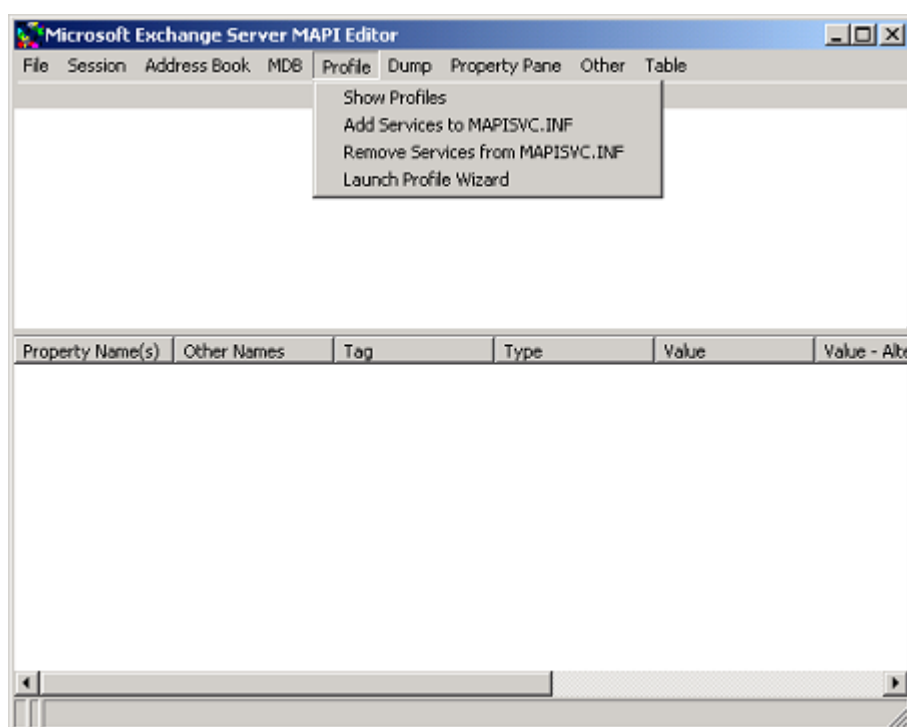 Microsoft Exchange Server MAPI Editor
File Session Address Book MDB Profile Dump Property Pane Other Table
Show Profiles
Add Services to MAPISVC.INF
Remove Services from MAPISVC.INF
Launch Profile Wizard
Property Name(s) Other Names Tag Type Value Value - Alte